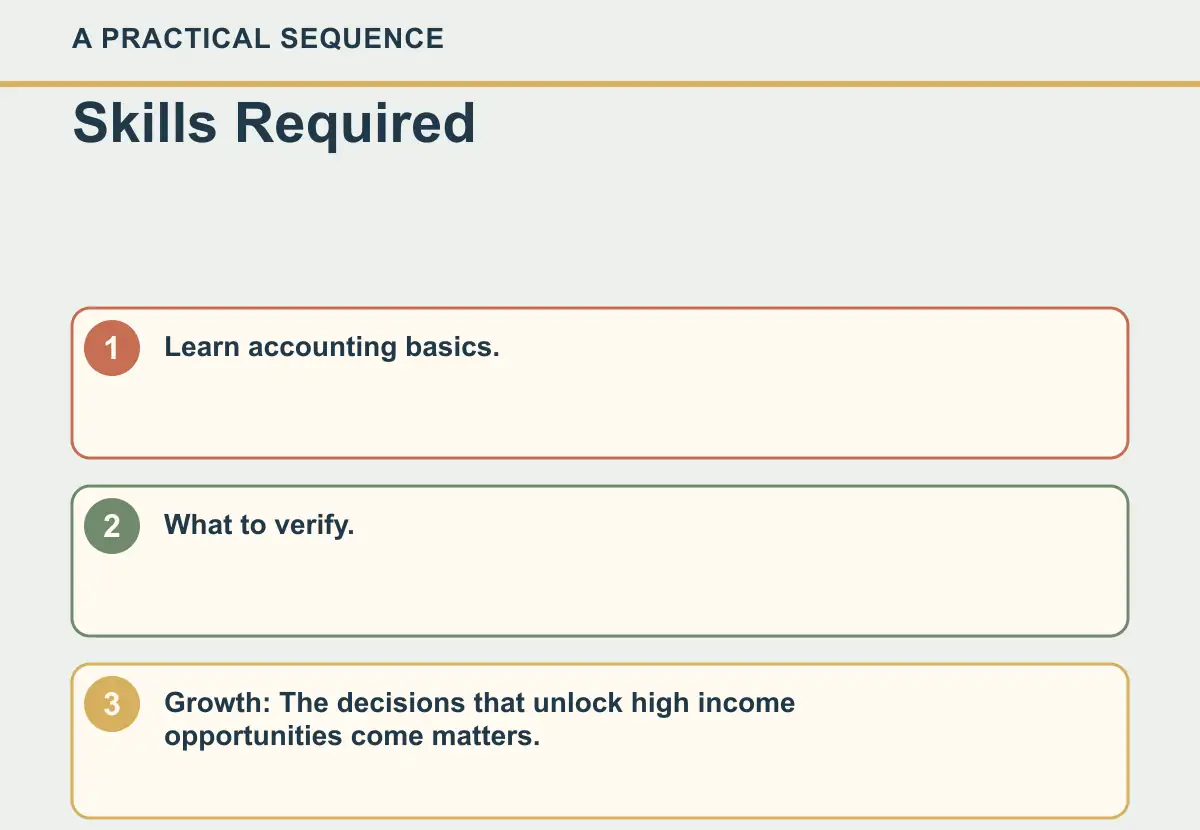 A PRACTICAL SEQUENCE
Skills Required
1
Learn accounting basics.
2
What to verify.
3
Growth: The decisions that unlock high income
opportunities come matters.